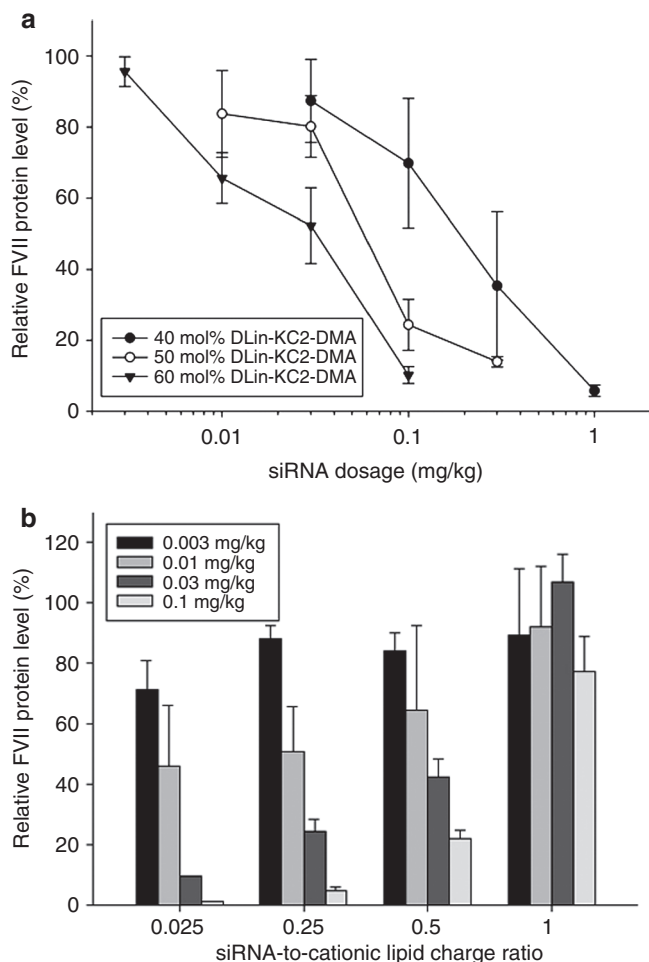 a
Relative FVII protein level (%)
100
80
60
40
20
0
40 mol% DLin-KC2-DMA
50 mol% DLin-KC2-DMA
60 mol% DLin-KC2-DMA
0.01
0.1
1
siRNA dosage (mg/kg)
b
Relative FVII protein level (%)
120
100
80
60
40
20
0
0.003 mg/kg
0.01 mg/kg
0.03 mg/kg
0.1 mg/kg
0.025
0.25
0.5
1
siRNA-to-cationic lipid charge ratio